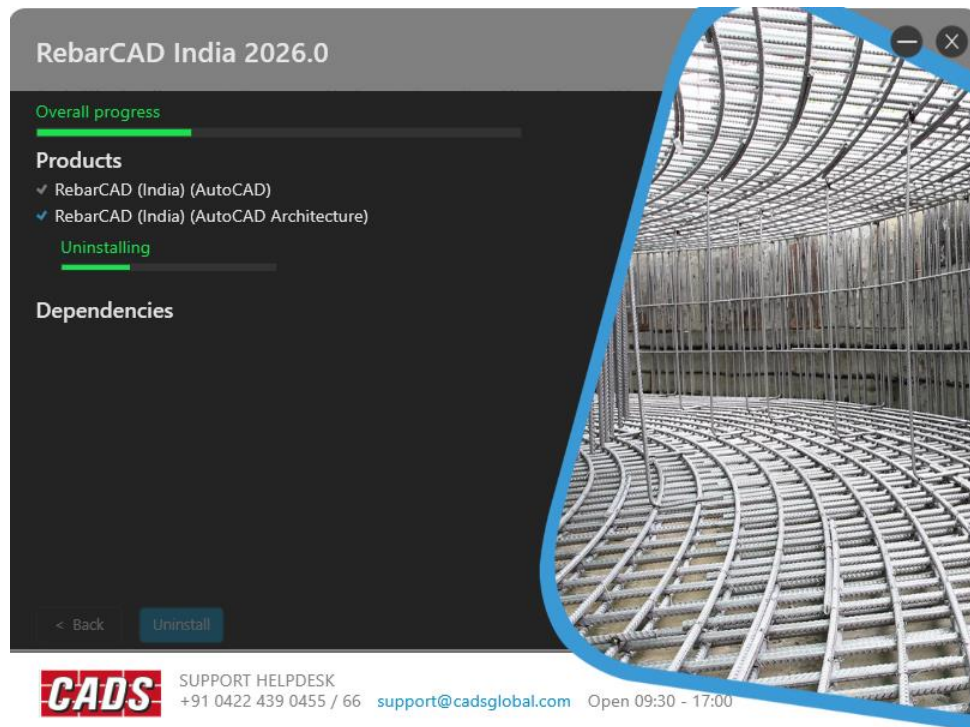 RebarCAD India 2026.0
Overall progress
Products
RebarCAD (India) (AutoCAD)
RebarCAD (India) (AutoCAD Architecture)
Uninstalling
Dependencies
< Back
Uninstall
CADS
SUPPORT HELPDESK
+91 0422 439 0455 / 66 support@cadsglobal.com Open 09:30 - 17:00